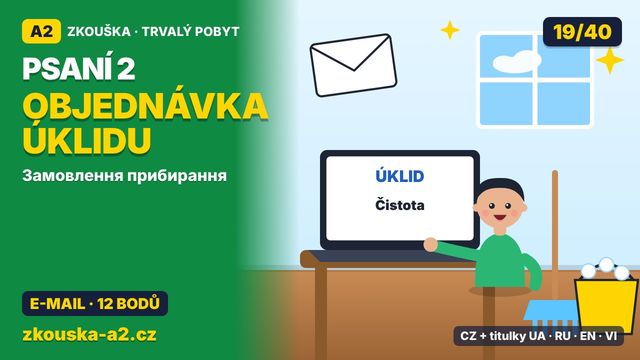 A2 ZKOUŠKA · TRVALÝ POBYT
19/40
PSANÍ 2
OBJEDNÁVKA
ÚKLIDU
Замовлення прибирання
ÚKLID
Čistota
E-MAIL · 12 BODŮ
zkouska-a2.cz
CZ + titulky UA · RU · EN · VI